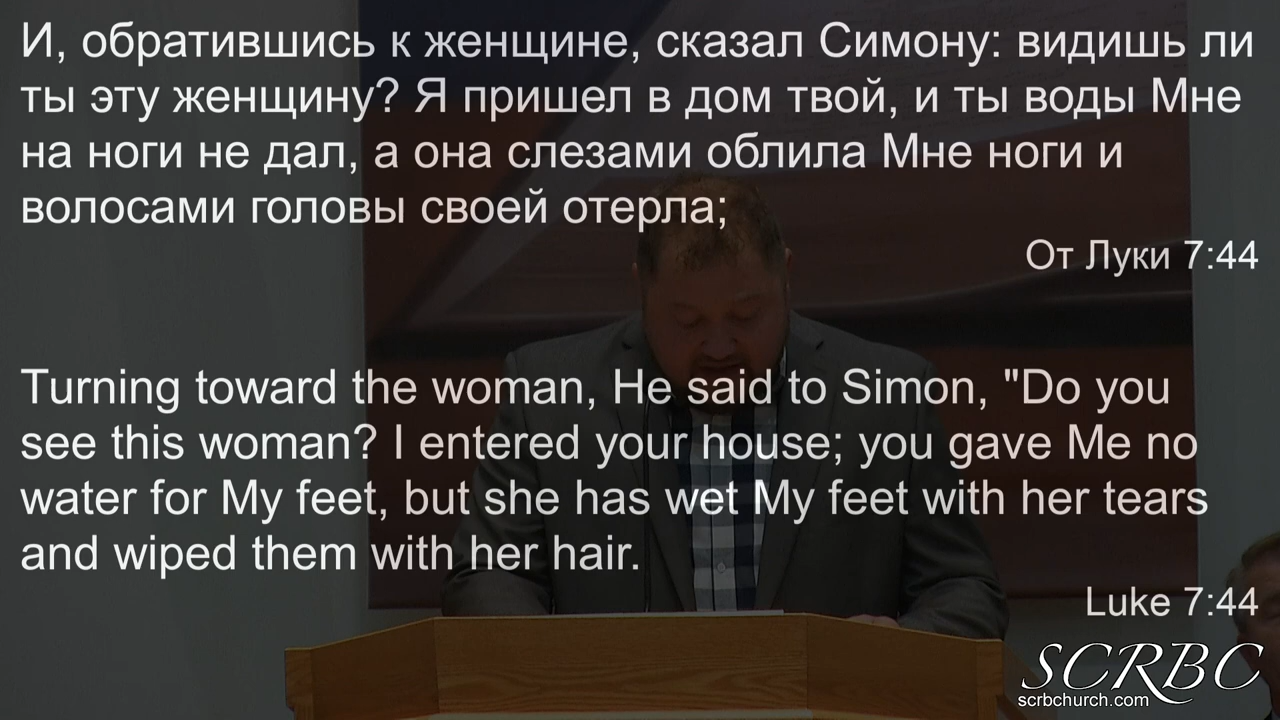 И, обратившись к женщине, сказал Симону: видишь ли
ты эту женщину? Я пришел в дом твой, и ты воды Мне
на ноги не дал, а она слезами облила Мне ноги и
волосами головы своей отерла;
От Луки 7:44
Turning toward the woman, He said to Simon, "Do you
see this woman? I entered your house; you gave Me no
water for My feet, but she has wet My feet with her tears
and wiped them with her hair.
Luke 7:44
SCRBC
scrbchurch.com